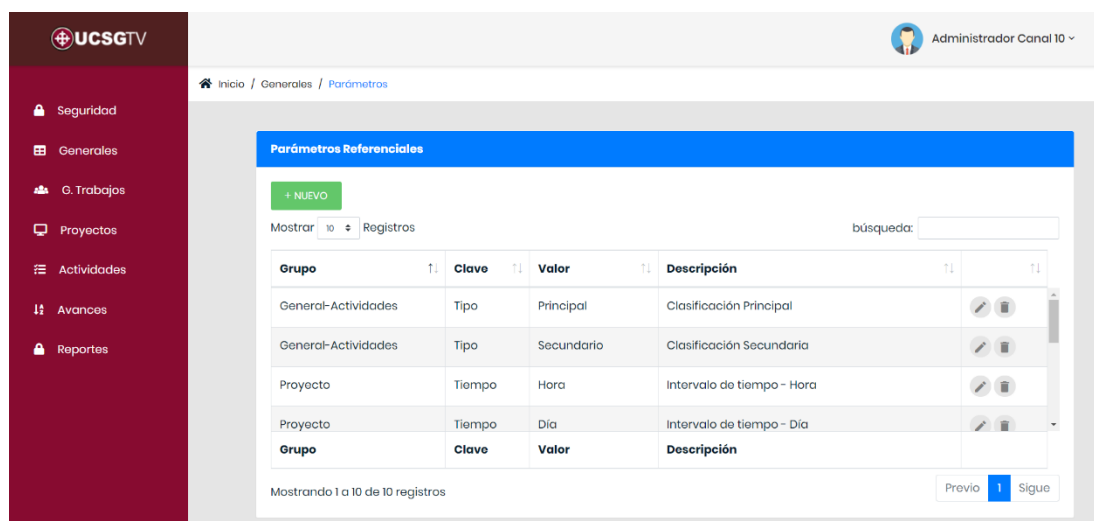 UCSGTV
Administrador Canal 10
Inicio / Generales / Parámetros
Seguridad
Generales
G. Trabajos
Proyectos
Actividades
Avances
Reportes
Parámetros Referenciales
+ NUEVO
Mostrar 10 Registros
búsqueda:
Grupo Clave Valor Descripción
General-Actividades Tipo Principal Clasificación Principal
General-Actividades Tipo Secundario Clasificación Secundaria
Proyecto Tiempo Hora Intervalo de tiempo - Hora
Proyecto Tiempo Día Intervalo de tiempo - Día
Grupo Clave Valor Descripción
Mostrando 1 a 10 de 10 registros
Previo 1 Sigue